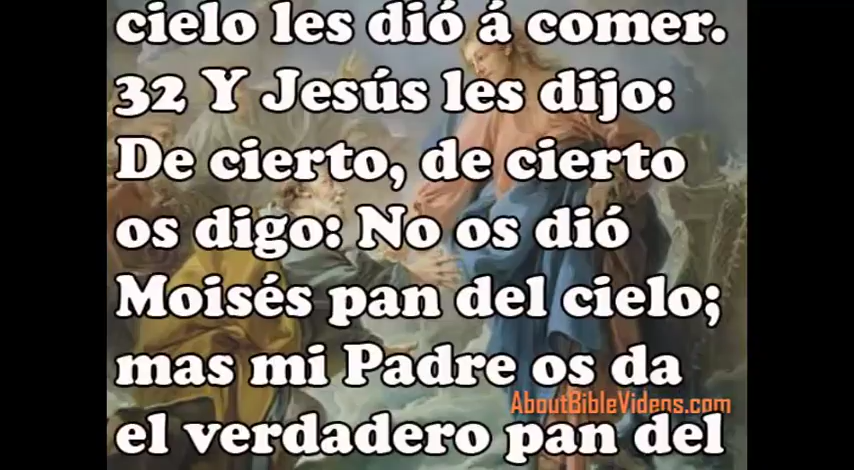 cielo les dió á comer.
32 Y Jesús les dijo:
De cierto, de cierto
os digo: No os dió
Moisés pan del cielo;
mas mi Padre os da
AboutBibleVideos.com
el verdadero pan del